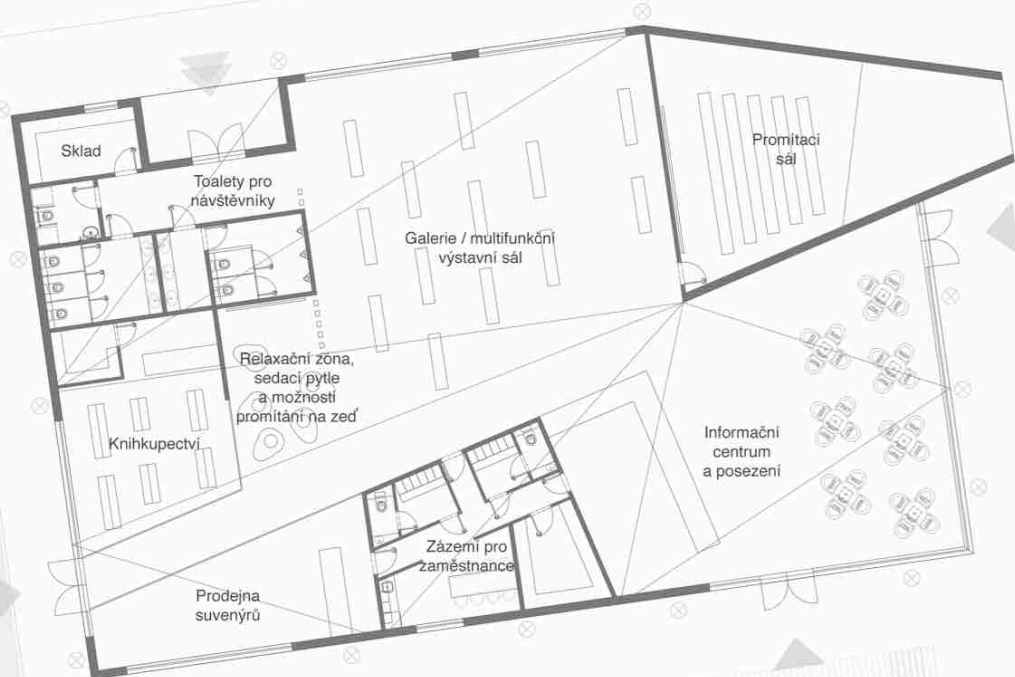 Sklad
Toalety pro
návštěvníky
Promítací
sál
Galerie / multifunkční
výstavní sál
Relaxační zóna,
sedací pytle
a možností
promítání na zeď
Knihkupectví
Informační
centrum
a posezení
Zázemí pro
zaměstnance
Prodejna
suvenýrů